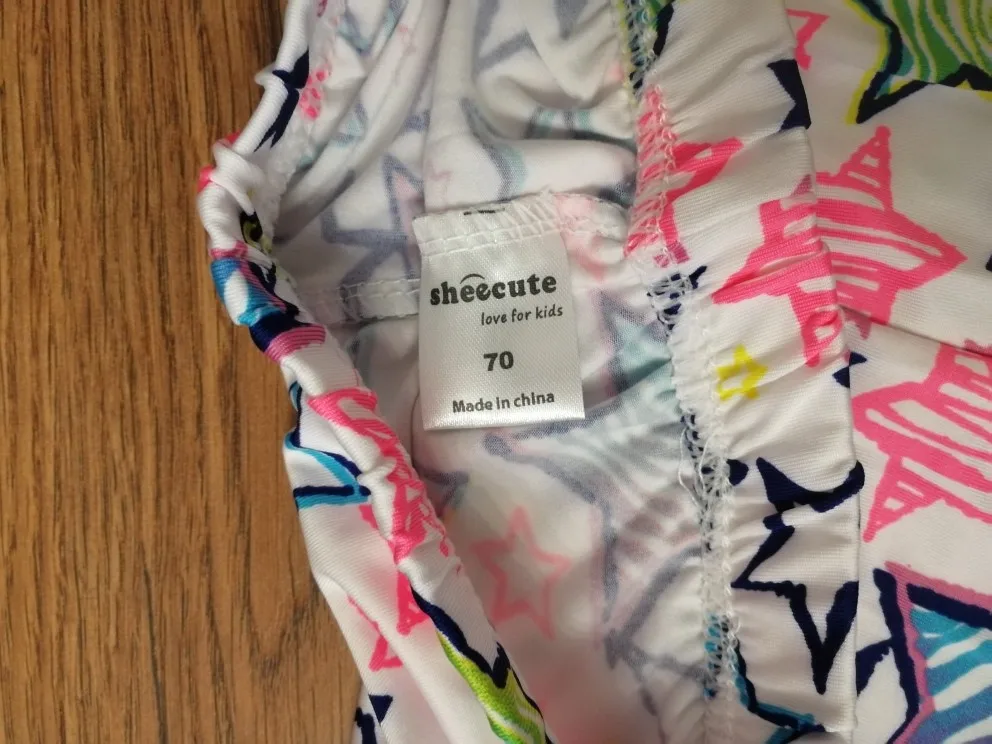 sheecute
love for kids
70
Made in china